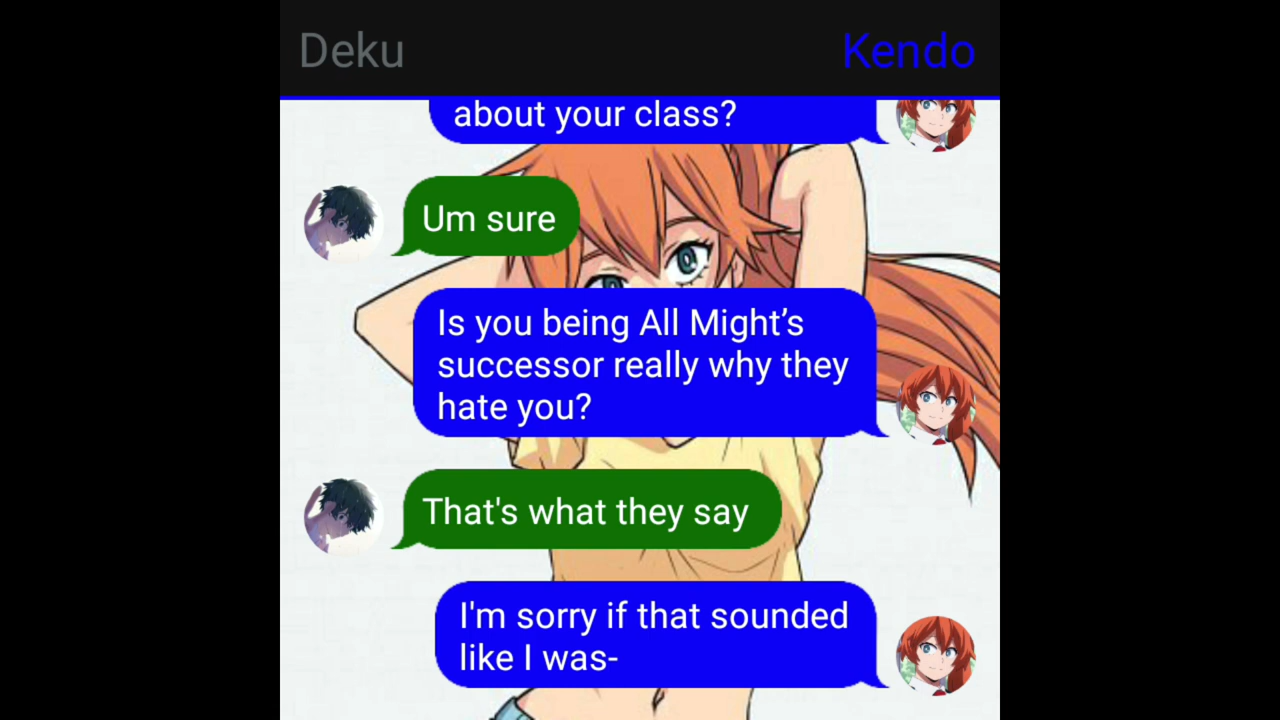 Deku
Kendo
about your class?
Um sure
Is you being All Might’s
successor really why they
hate you?
That's what they say
I'm sorry if that sounded
like I was-